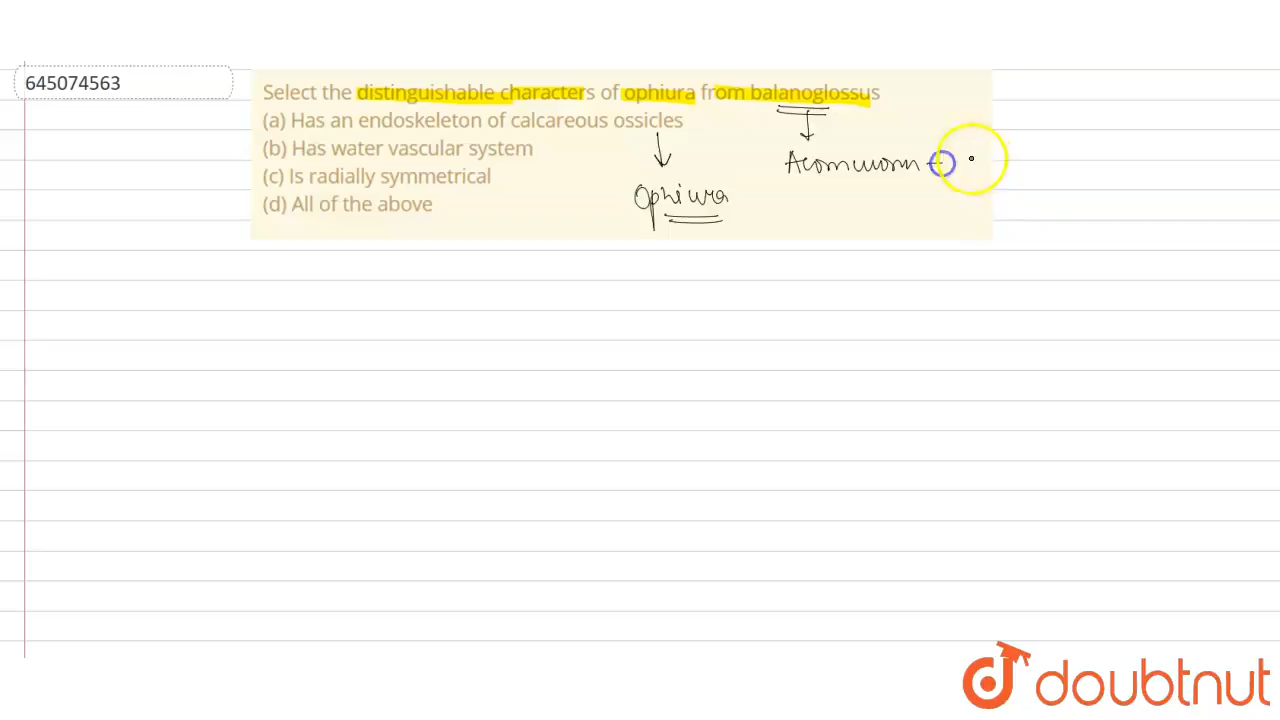 645074563
Select the distinguishable characters of ophiura from balanoglossus
(a) Has an endoskeleton of calcareous ossicles
(b) Has water vascular system
(c) Is radially symmetrical
(d) All of the above
Acornworm
Ophiura
doubtnut